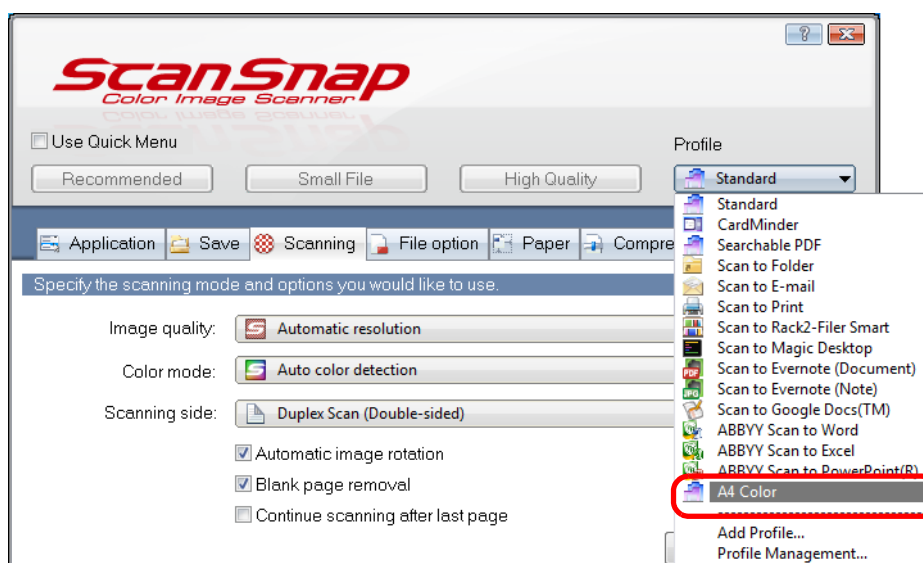 ScanSnap
Color Image Scanner
Use Quick Menu
Profile
Recommended
Small File
High Quality
Standard
Standard
CardMinder
Searchable PDF
Scan to Folder
Scan to E-mail
Scan to Print
Scan to Rack2-Filer Smart
Scan to Magic Desktop
Scan to Evernote (Document)
Scan to Evernote (Note)
Scan to Google Docs(TM)
ABBYY Scan to Word
ABBYY Scan to Excel
ABBYY Scan to PowerPoint(R)
A4 Color
Add Profile...
Profile Management...
Application
Save
Scanning
File option
Paper
Compre
Specify the scanning mode and options you would like to use.
Image quality:
Automatic resolution
Color mode:
Auto color detection
Scanning side:
Duplex Scan (Double-sided)
Automatic image rotation
Blank page removal
Continue scanning after last page